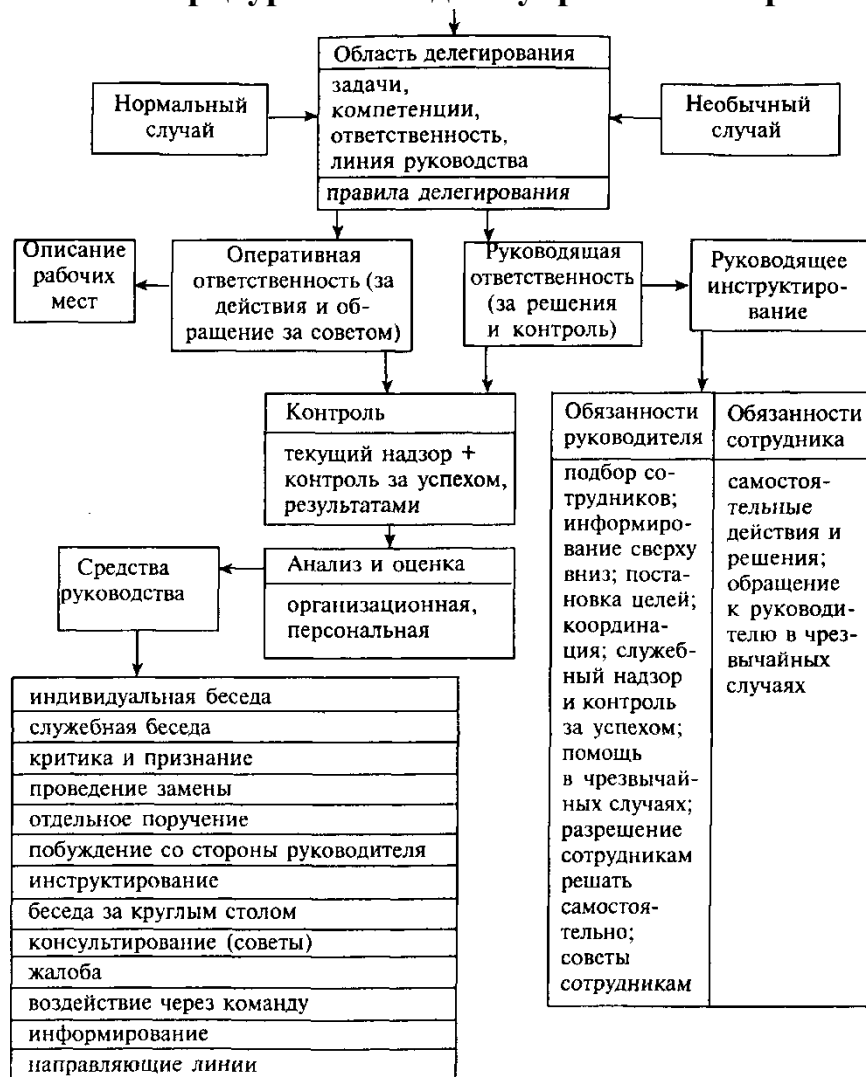 Область делегирования
задачи,
компетенции,
ответственность,
линия руководства
правила делегирования
Нормальный
случай
Необычный
случай
Описание
рабочих
мест
Оперативная
ответственность (за
действия и об-
ращение за советом)
Руководящая
ответственность
(за решения
и контроль)
Руководящее
инструктиро-
вание
Контроль
текущий надзор +
контроль за успехом,
результатами
Средства
руководства
Анализ и оценка
организационная,
персональная
индивидуальная беседа
служебная беседа
критика и признание
проведение замены
отдельное поручение
побуждение со стороны руководителя
инструктирование
беседа за круглым столом
консультирование (советы)
жалоба
воздействие через команду
информирование
направляющие линии
Обязанности
руководителя
подбор со-
трудников;
информиро-
вание сверху
вниз; поста-
новка целей;
координа-
ция; служеб-
ный надзор
и контроль
за успехом;
помощь
в чрезвычай-
ных случаях;
разрешение
сотрудникам
решать
самостоя-
тельно;
советы
сотрудникам
Обязанности
сотрудника
самостоя-
тельные
действия и
решения;
обращение
к руководи-
телю в чрез-
вычайных
случаях